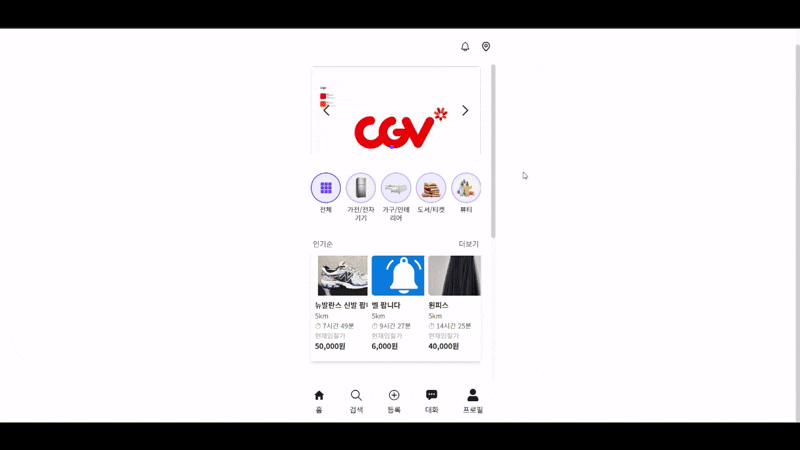 CGV
전체
가전/전자
기기
가구/인테
리어
도서/티켓
뷰티
인기순
더보기
뉴발란스 신발 팝니
벨 팝니다
원피스
5km
5km
5km
7시간 49분
9시간 27분
14시간 25분
현재입찰가
현재입찰가
현재입찰가
50,000원
6,000원
40,000원
홈
검색
등록
대화
프로필